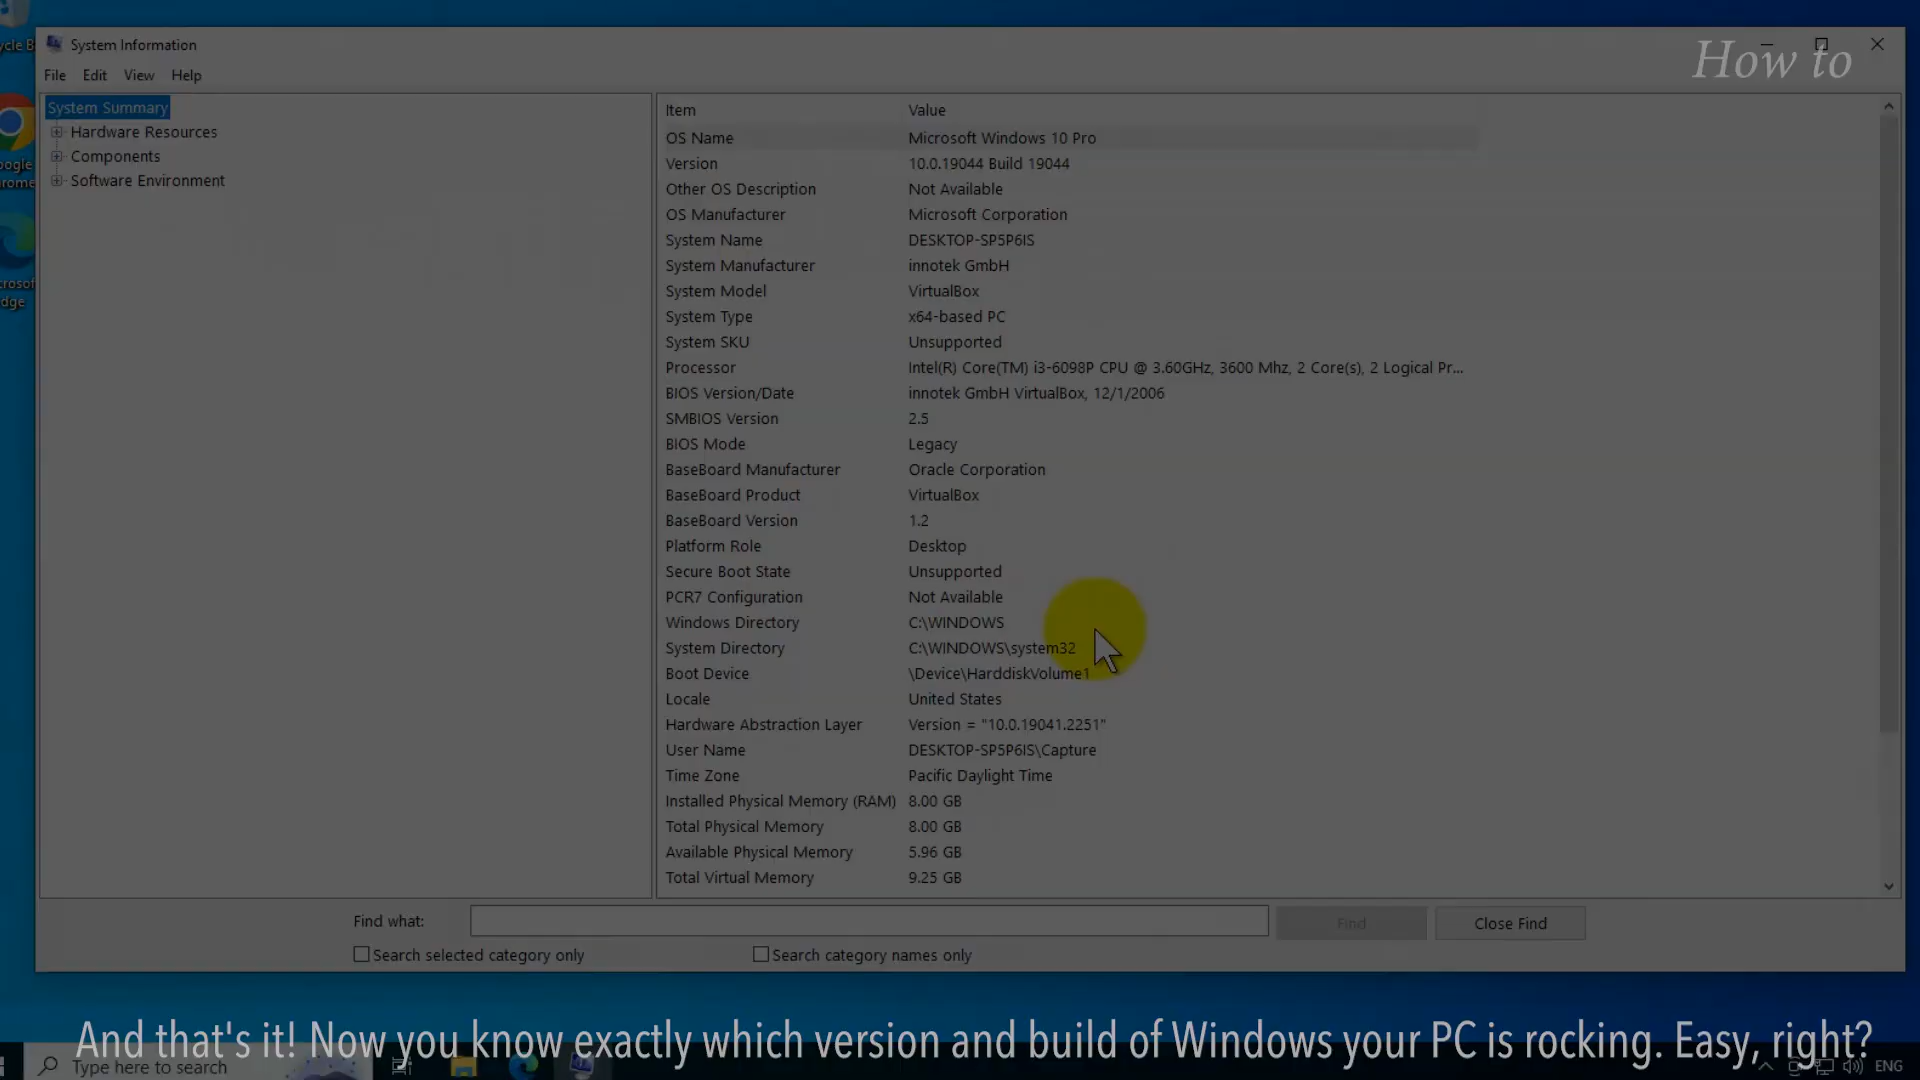 cycle B
System Information
How to
File Edit View Help
System Summary
Hardware Resources
Components
Software Environment
oogle
rome
crosof
dge
Item Value
OS Name Microsoft Windows 10 Pro
Version 10.0.19044 Build 19044
Other OS Description Not Available
OS Manufacturer Microsoft Corporation
System Name DESKTOP-SP5P6IS
System Manufacturer innotek GmbH
System Model VirtualBox
System Type x64-based PC
System SKU Unsupported
Processor Intel(R) Core(TM) i3-6098P CPU @ 3.60GHz, 3600 Mhz, 2 Core(s), 2 Logical Pr...
BIOS Version/Date innotek GmbH VirtualBox, 12/1/2006
SMBIOS Version 2.5
BIOS Mode Legacy
BaseBoard Manufacturer Oracle Corporation
BaseBoard Product VirtualBox
BaseBoard Version 1.2
Platform Role Desktop
Secure Boot State Unsupported
PCR7 Configuration Not Available
Windows Directory C:\WINDOWS
System Directory C:\WINDOWS\system32
Boot Device \Device\HarddiskVolume1
Locale United States
Hardware Abstraction Layer Version = "10.0.19041.2251"
User Name DESKTOP-SP5P6IS\Capture
Time Zone Pacific Daylight Time
Installed Physical Memory (RAM) 8.00 GB
Total Physical Memory 8.00 GB
Available Physical Memory 5.96 GB
Total Virtual Memory 9.25 GB
Find what: Find Close Find
Search selected category only Search category names only
And that's it! Now you know exactly which version and build of Windows your PC is rocking. Easy, right?
Type here to search ENG